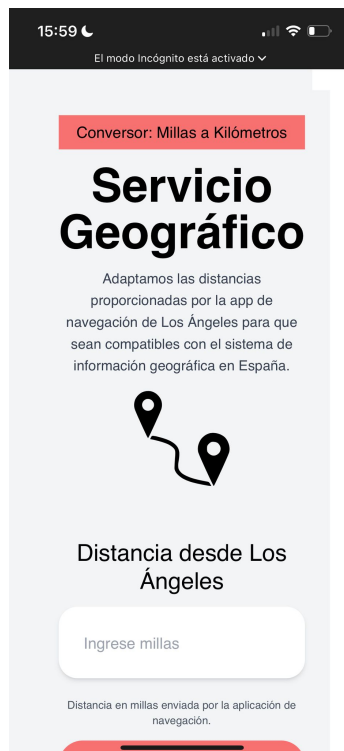 15:59
El modo Incógnito está activado
Conversor: Millas a Kilómetros
Servicio
Geográfico
Adaptamos las distancias
proporcionadas por la app de
navegación de Los Ángeles para que
sean compatibles con el sistema de
información geográfica en España.
Distancia desde Los
Ángeles
Ingrese millas
Distancia en millas enviada por la aplicación de
navegación.